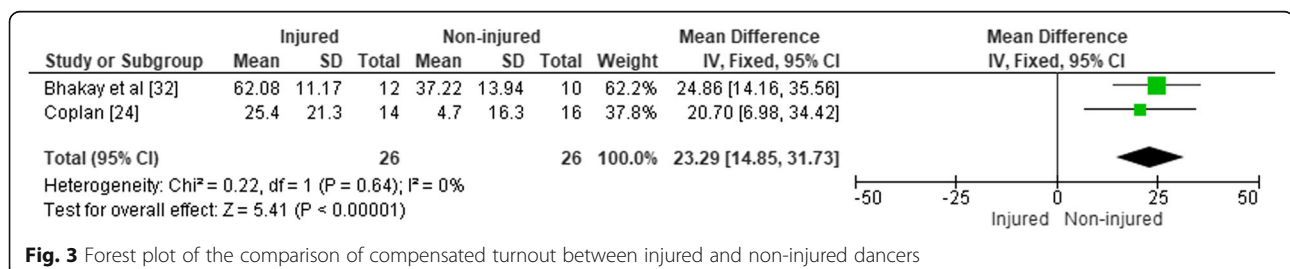 Injured Non-injured Mean Difference Mean Difference
Study or Subgroup Mean SD Total Mean SD Total Weight IV, Fixed, 95% CI IV, Fixed, 95% CI
Bhakay et al [32] 62.08 11.17 12 37.22 13.94 10 62.2% 24.86 [14.16, 35.56]
Coplan [24] 25.4 21.3 14 4.7 16.3 16 37.8% 20.70 [6.98, 34.42]
Total (95% CI) 26 26 100.0% 23.29 [14.85, 31.73]
Heterogeneity: Chi² = 0.22, df = 1 (P = 0.64); I² = 0%
Test for overall effect: Z = 5.41 (P < 0.00001)
-50 -25 0 25 50
Injured Non-injured
Fig. 3 Forest plot of the comparison of compensated turnout between injured and non-injured dancers